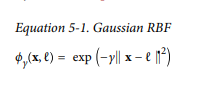 Equation 5-1. Gaussian RBF
ϕγ(x, ℓ) = exp (−γ∥ x − ℓ ∥²)